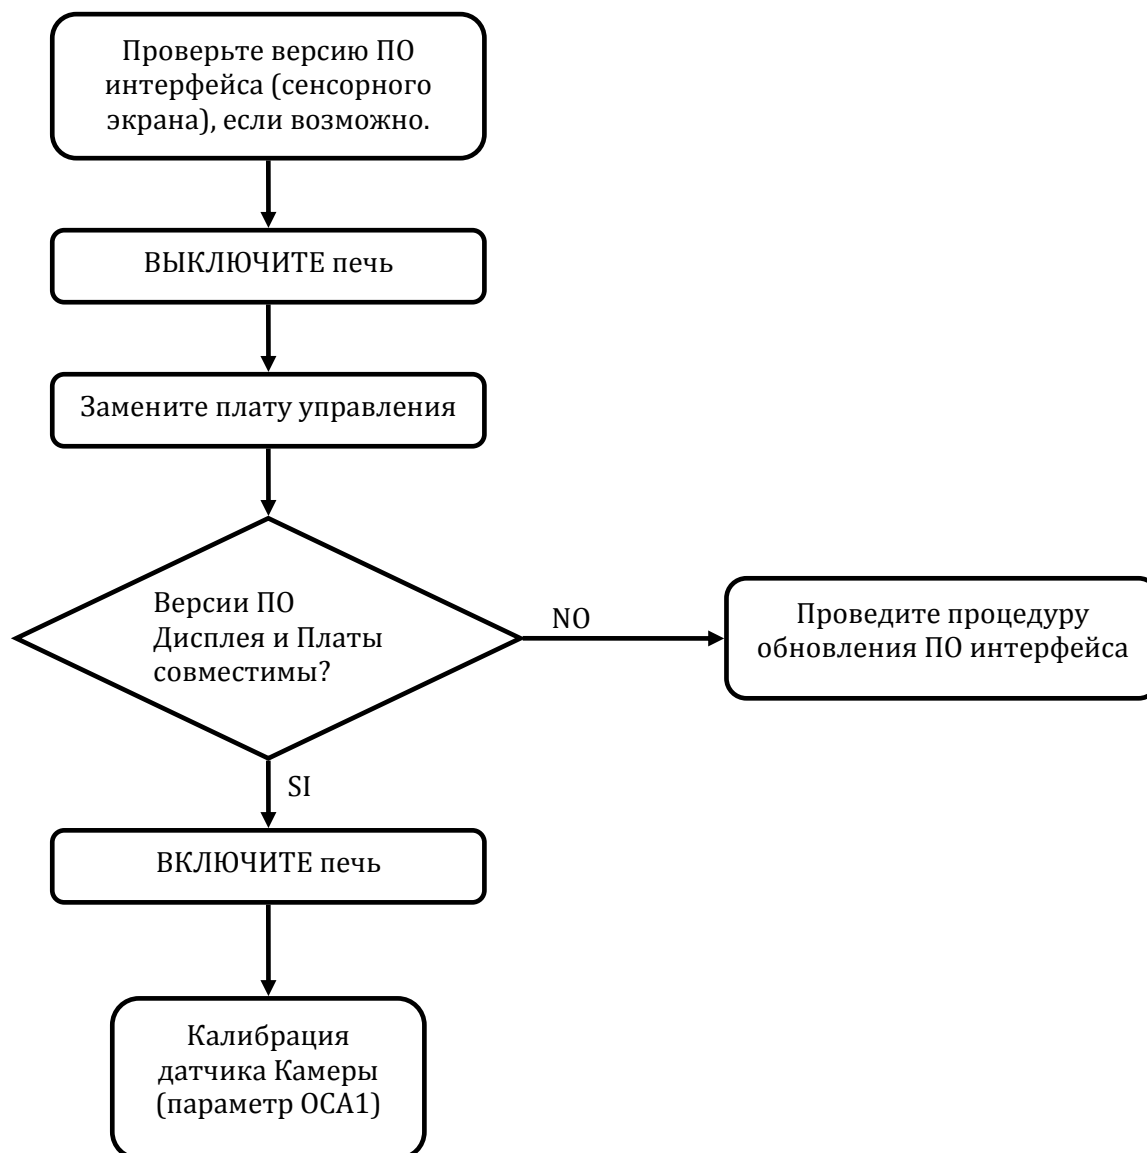 Проверьте версию ПО
интерфейса (сенсорного
экрана), если возможно.
ВЫКЛЮЧИТЕ печь
Замените плату управления
Версии ПО
Дисплея и Платы
совместимы?
NO
Проведите процедуру
обновления ПО интерфейса
SI
ВКЛЮЧИТЕ печь
Калибрация
датчика Камеры
(параметр OCA1)